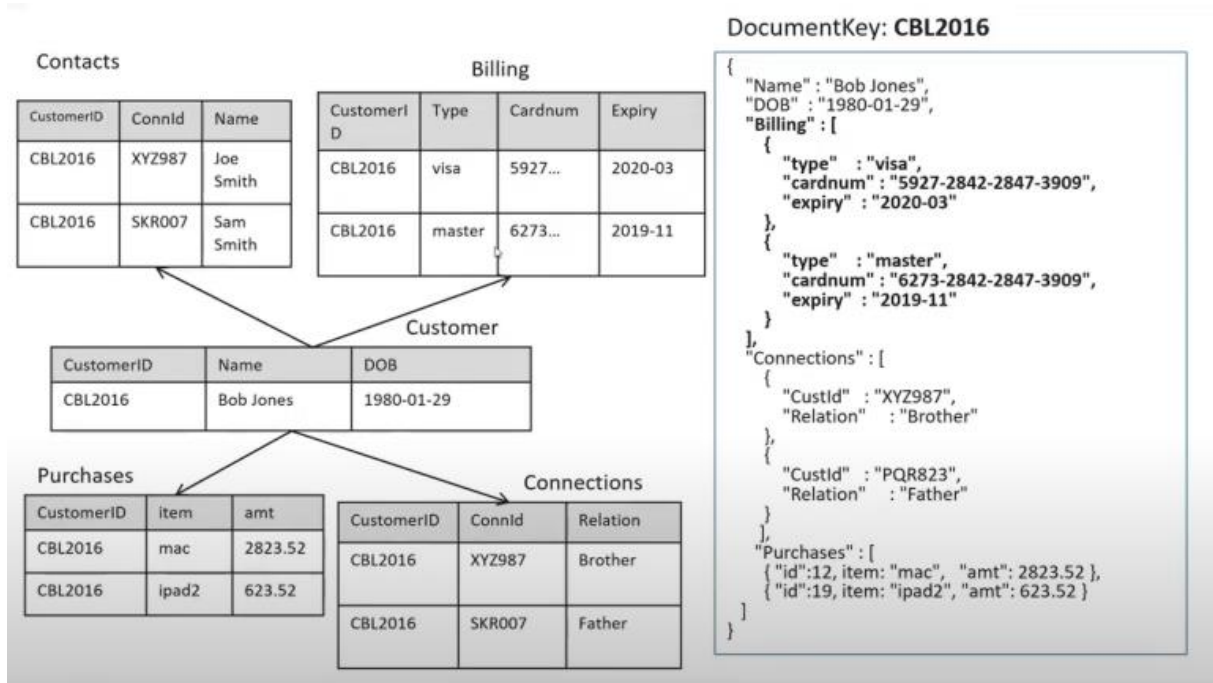 Contacts
CustomerID ConnId Name
CBL2016 XYZ987 Joe
Smith
CBL2016 SKR007 Sam
Smith
Billing
CustomerI
D Type Cardnum Expiry
CBL2016 visa 5927... 2020-03
CBL2016 master 6273... 2019-11
Customer
CustomerID Name DOB
CBL2016 Bob Jones 1980-01-29
Purchases
CustomerID item amt
CBL2016 mac 2823.52
CBL2016 ipad2 623.52
Connections
CustomerID ConnId Relation
CBL2016 XYZ987 Brother
CBL2016 SKR007 Father
DocumentKey: CBL2016
{
"Name" : "Bob Jones",
"DOB" : "1980-01-29",
"Billing" : [
{
"type" : "visa",
"cardnum" : "5927-2842-2847-3909",
"expiry" : "2020-03"
},
{
"type" : "master",
"cardnum" : "6273-2842-2847-3909",
"expiry" : "2019-11"
}
],
"Connections" : [
{
"CustId" : "XYZ987",
"Relation" : "Brother"
},
{
"CustId" : "PQR823",
"Relation" : "Father"
}
],
"Purchases" : [
{ "id":12, item: "mac", "amt": 2823.52 },
{ "id":19, item: "ipad2", "amt": 623.52 }
]
}